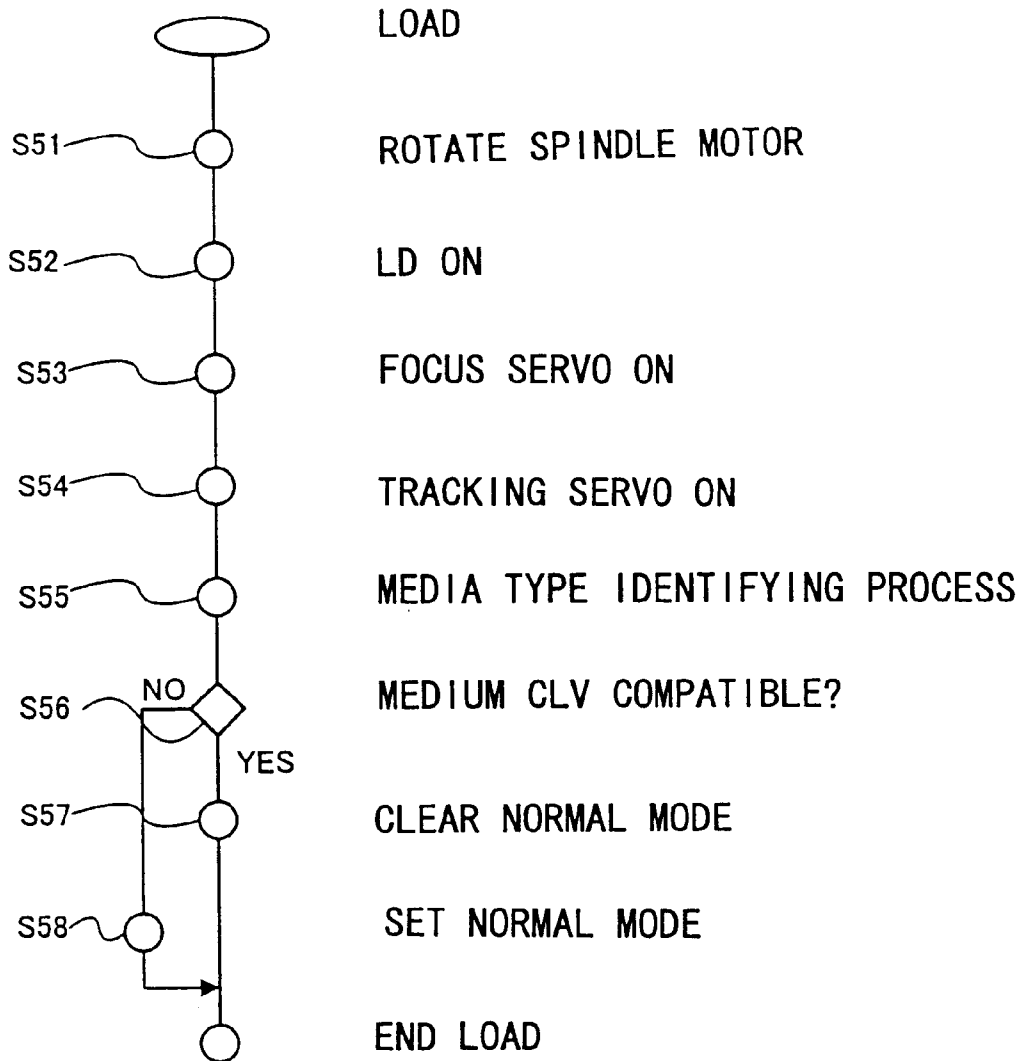 LOAD
S51 ROTATE SPINDLE MOTOR
S52 LD ON
S53 FOCUS SERVO ON
S54 TRACKING SERVO ON
S55 MEDIA TYPE IDENTIFYING PROCESS
S56 NO MEDIUM CLV COMPATIBLE?
YES
S57 CLEAR NORMAL MODE
S58 SET NORMAL MODE
END LOAD